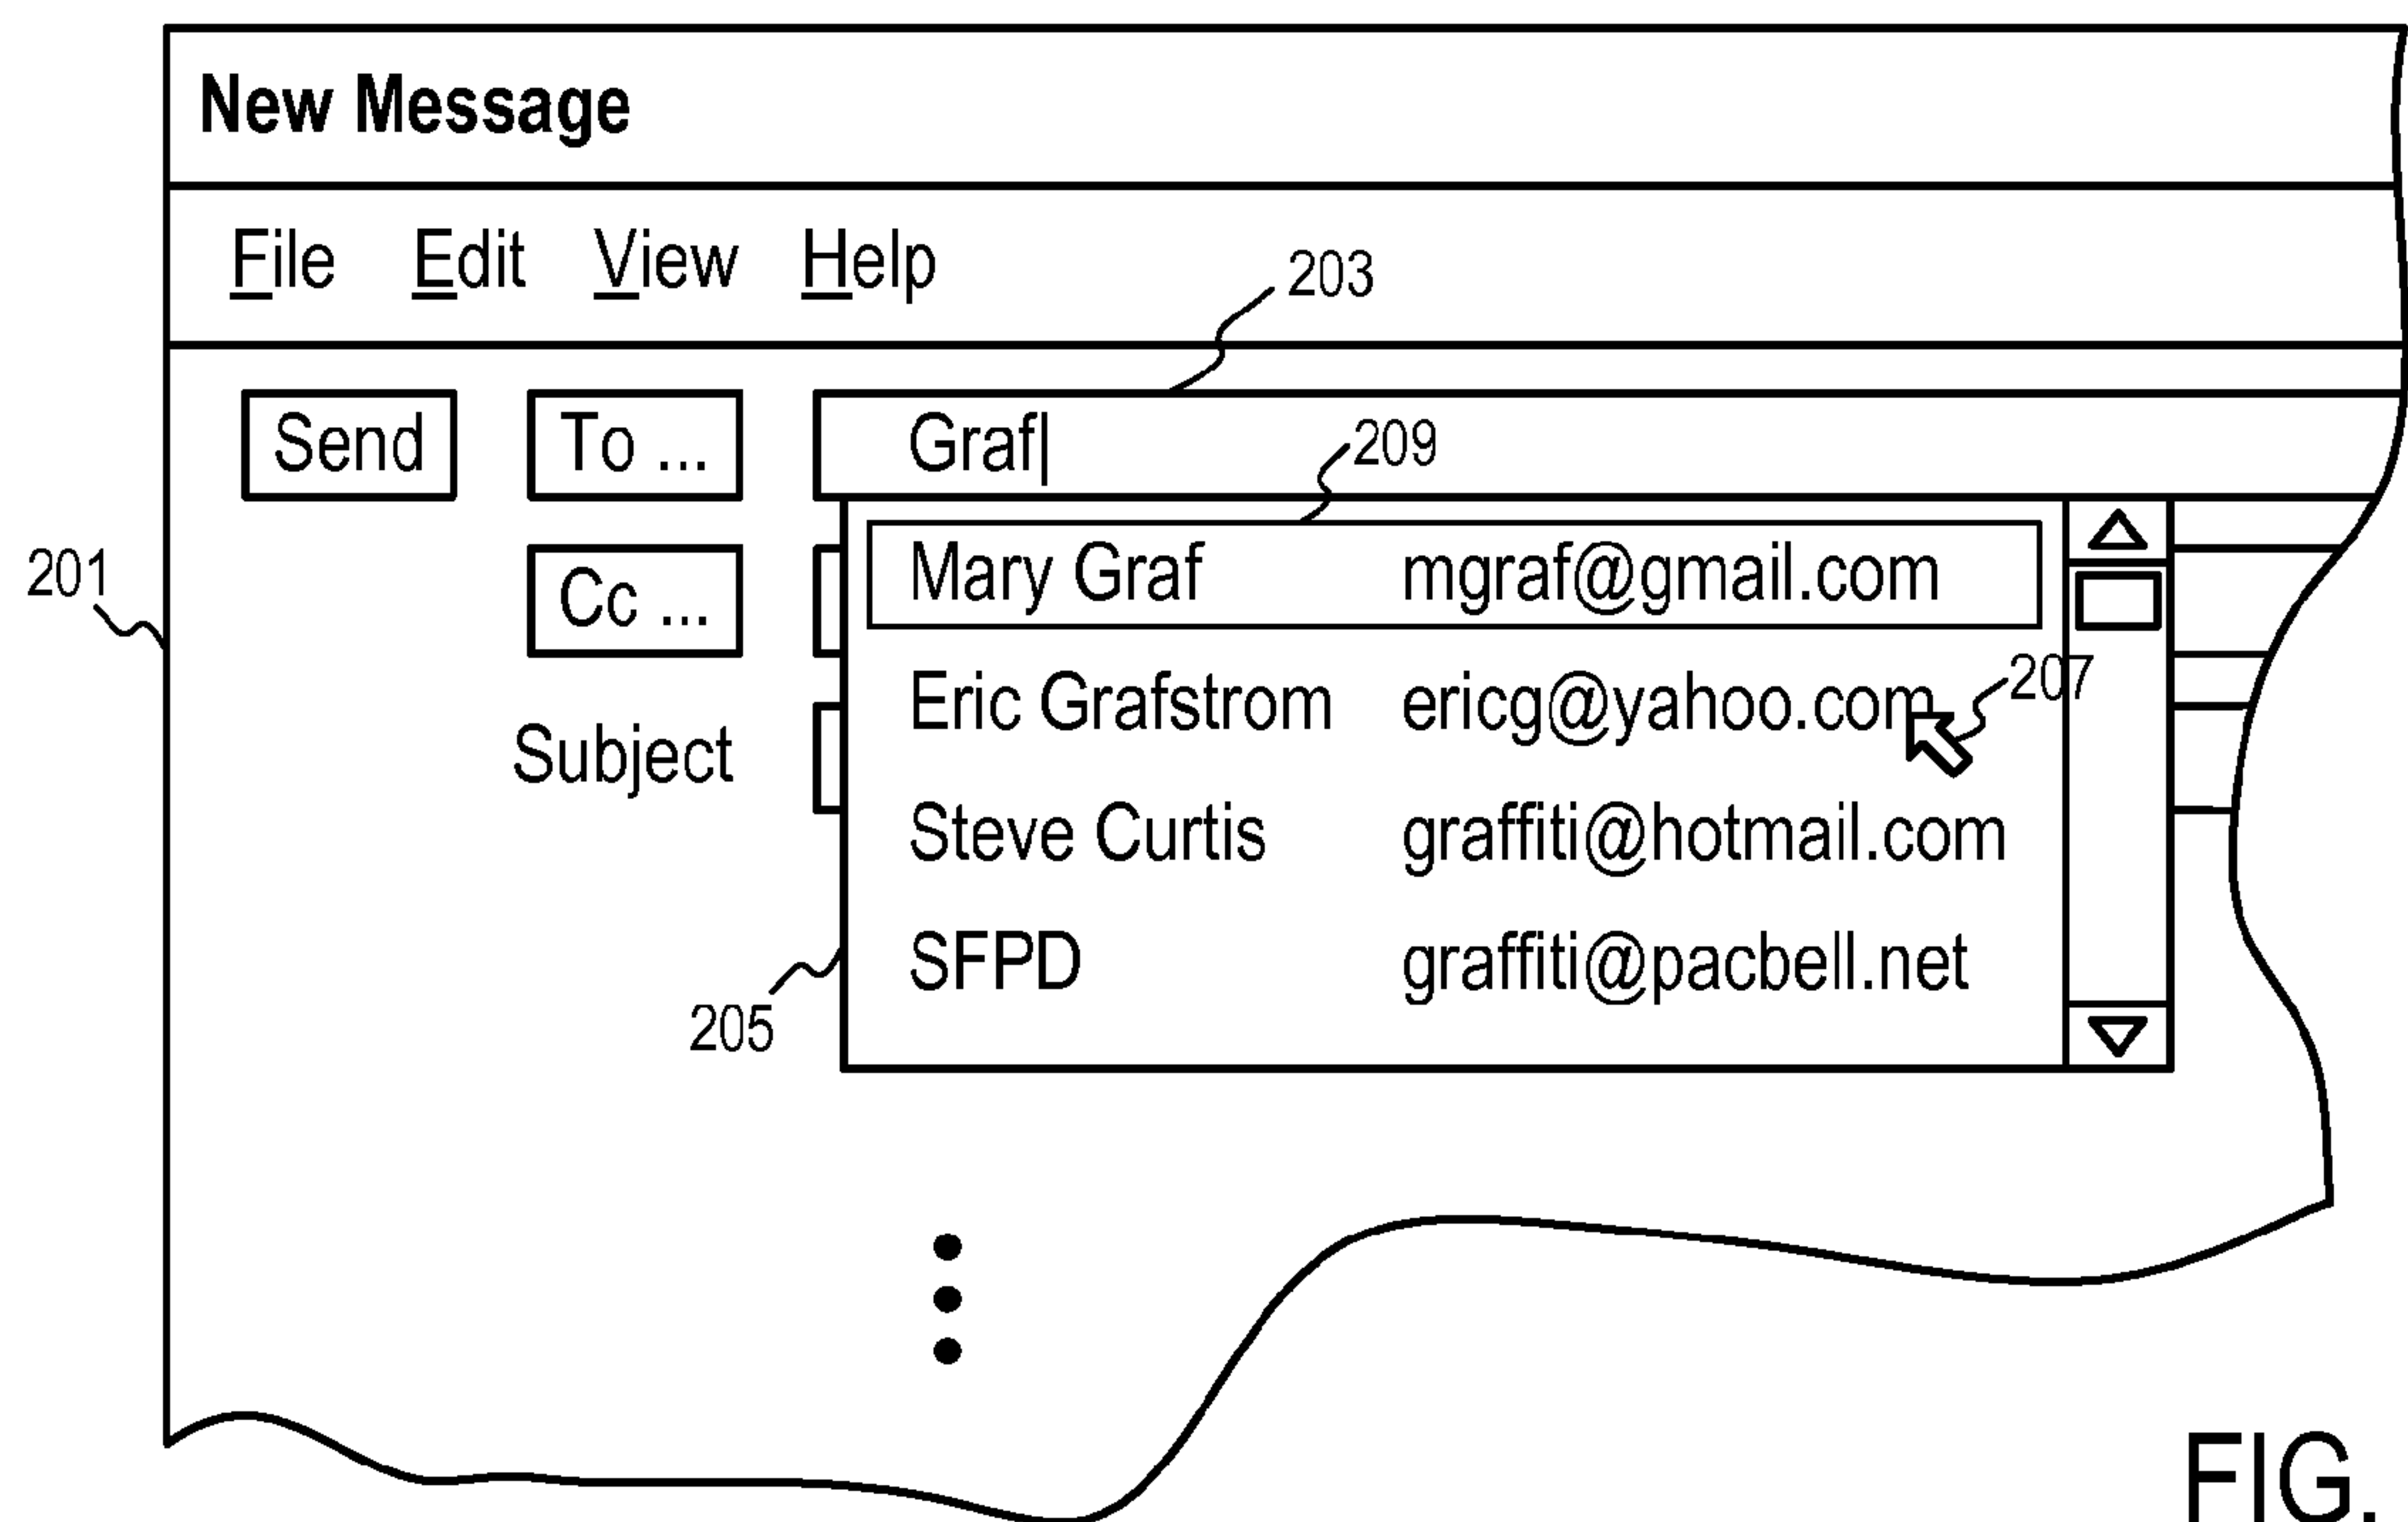 New Message
File Edit View Help
203
Send To ... Graf
209
201
Cc ...
Mary Graf mgraf@gmail.com
207
Subject
Eric Grafstrom ericg@yahoo.com
Steve Curtis graffiti@hotmail.com
SFPD graffiti@pacbell.net
205
FIG.